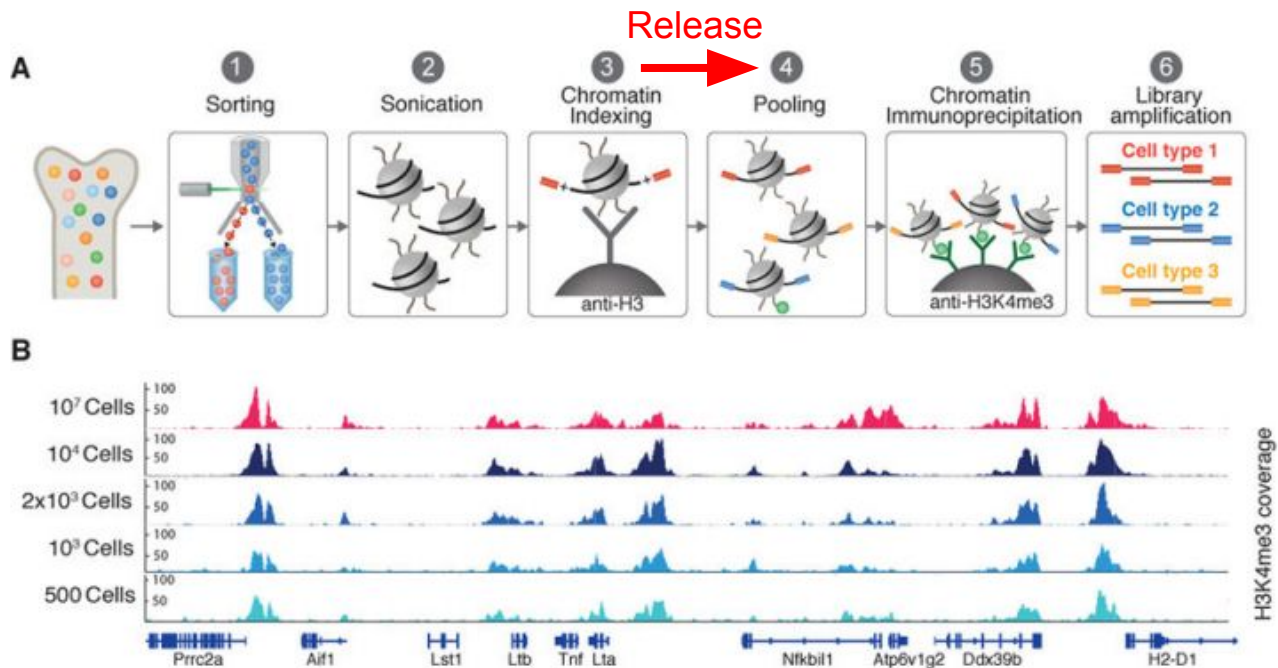 Release
A
1
2
3
4
5
6
Sorting
Sonication
Chromatin
Indexing
Pooling
Chromatin
Immunoprecipitation
Library
amplification
anti-H3
anti-H3K4me3
Cell type 1
Cell type 2
Cell type 3
B
10⁷ Cells
100
50
10⁴ Cells
100
50
2x10³ Cells
100
50
10³ Cells
100
50
500 Cells
100
50
H3K4me3 coverage
Prrc2a
Aif1
Lst1
Ltb
Tnf
Lta
Nfkbil1
Atp6v1g2
Ddx39b
H2-D1